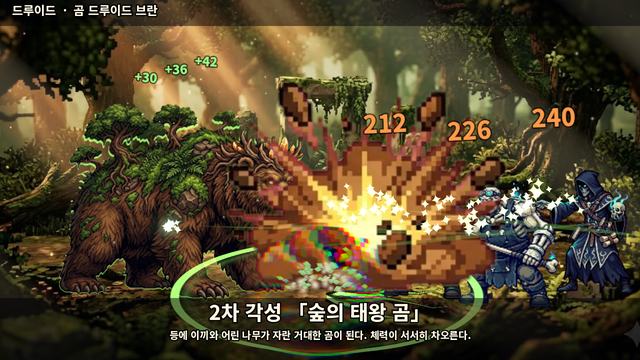 드루이드 · 곰 드루이드 브란
+30 +36 +42
212 226 240
2차 각성 「숲의 태왕 곰」
등에 이끼와 어린 나무가 자란 거대한 곰이 된다. 체력이 서서히 차오른다.